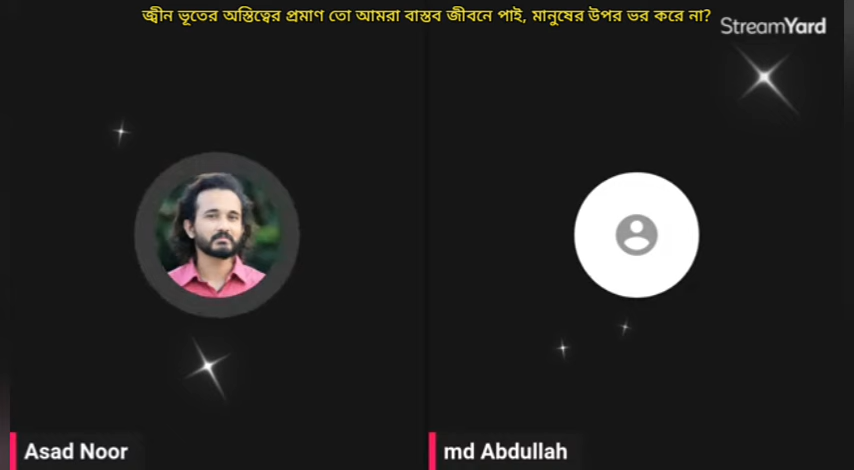 জ্বীন ভূতের অস্তিত্বের প্রমাণ তো আমরা বাস্তব জীবনে পাই, মানুষের উপর ভর করে না?
StreamYard
Asad Noor
md Abdullah